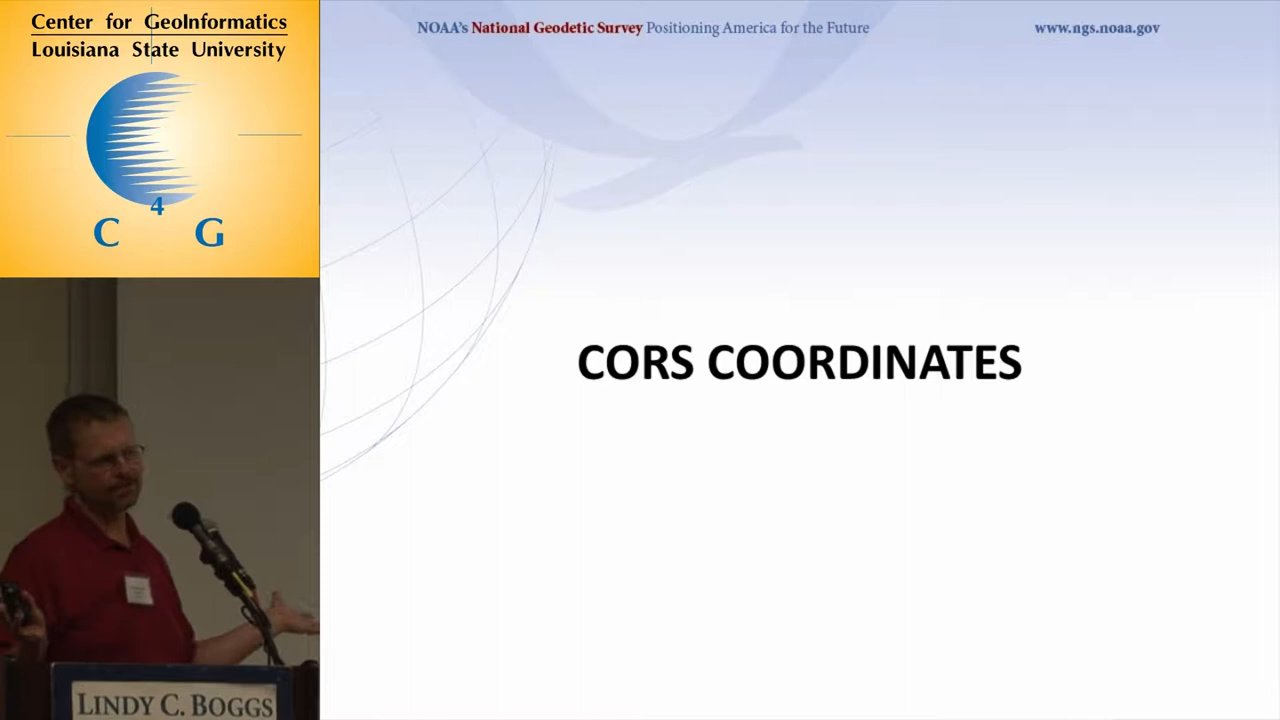 Center for GeoInformatics
Louisiana State University
C 4 G
NOAA's National Geodetic Survey Positioning America for the Future
www.ngs.noaa.gov
CORS COORDINATES
LINDY C. BOGGS